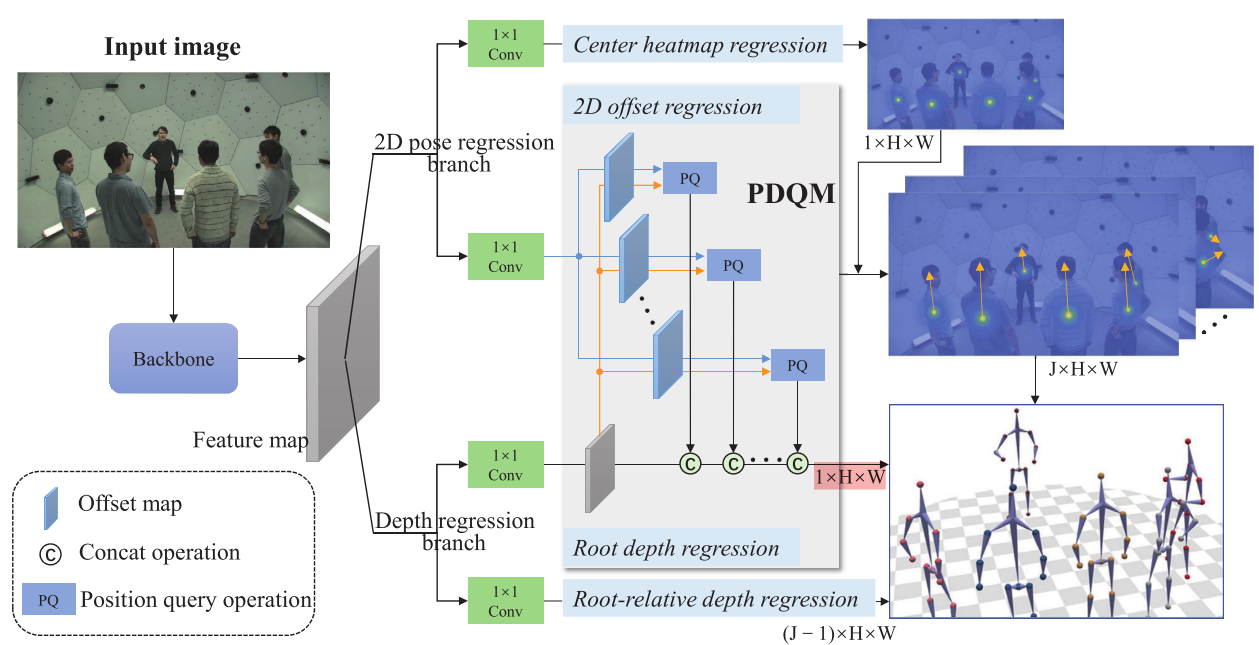 Input image
1×1
Conv
Center heatmap regression
2D offset regression
2D pose regression
branch
1×H×W
PQ
PDQM
1×1
Conv
PQ
Backbone
PQ
J×H×W
Feature map
1×1
Conv
C
C
C
1×H×W
Offset map
Depth regression
branch
C
Concat operation
Root depth regression
PQ
Position query operation
1×1
Conv
Root-relative depth regression
(J − 1)×H×W